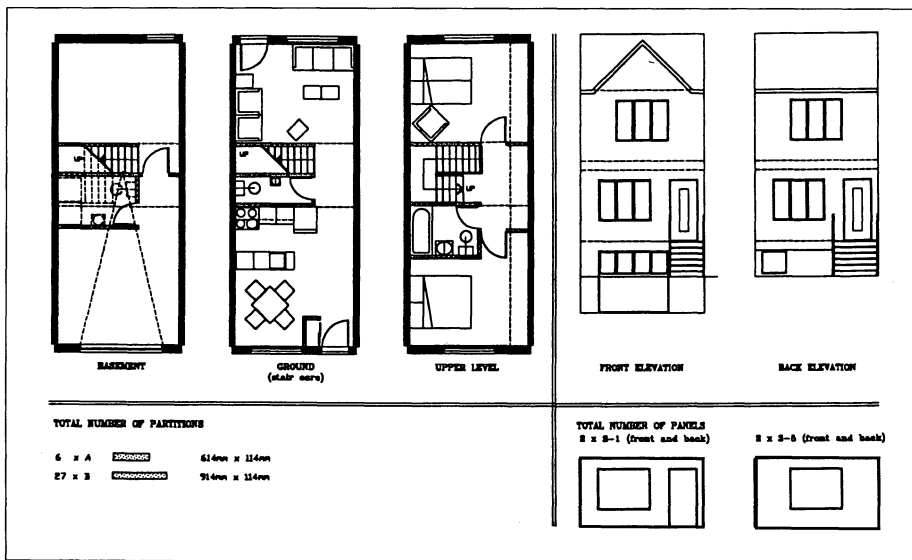 UP
UP
UP
BASEMENT
GROUND
(stair core)
UPPER LEVEL
FRONT ELEVATION
BACK ELEVATION
TOTAL NUMBER OF PARTITIONS
6 x A 614mm x 114mm
27 x B 914mm x 114mm
TOTAL NUMBER OF PANELS
2 x S-1 (front and back)
2 x S-5 (front and back)